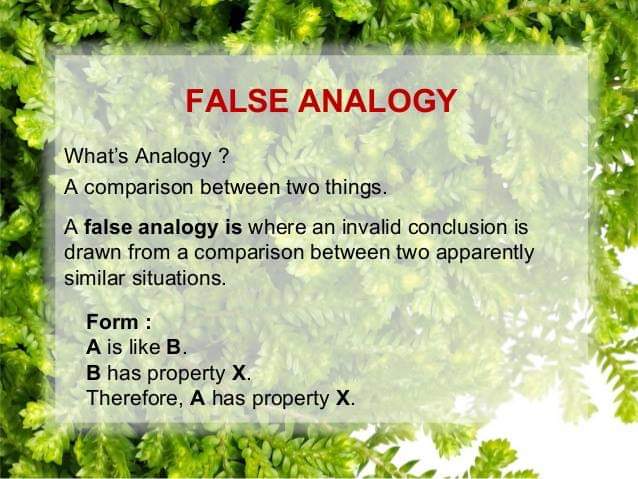 FALSE ANALOGY
What's Analogy ?
A comparison between two things.
A false analogy is where an invalid conclusion is
drawn from a comparison between two apparently
similar situations.
Form :
A is like B.
B has property X.
Therefore, A has property X.